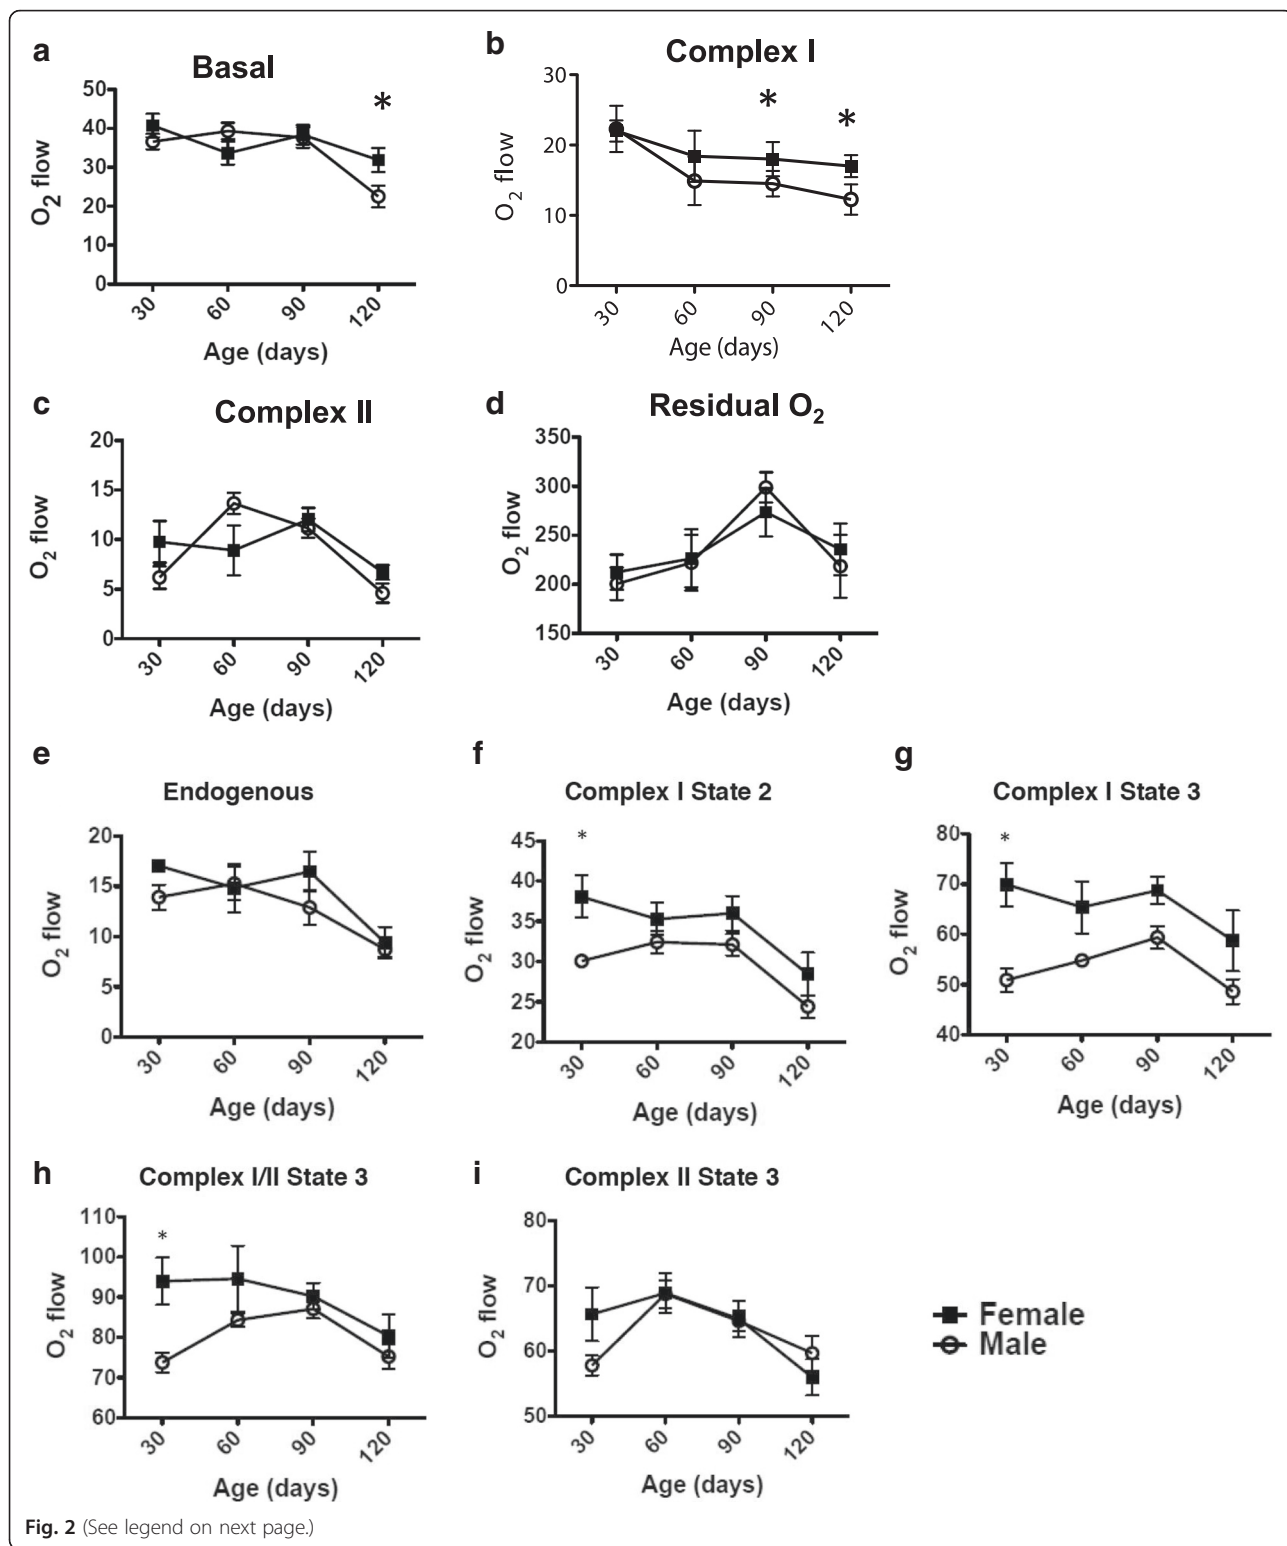 a
Basal
50
40
30
20
10
0
O2 flow
*
30
60
90
120
Age (days)
b
Complex I
30
20
10
0
O2 flow
*
*
30
60
90
120
Age (days)
c
Complex II
20
15
10
5
0
O2 flow
30
60
90
120
Age (days)
d
Residual O2
350
300
250
200
150
O2 flow
30
60
90
120
Age (days)
e
Endogenous
20
15
10
5
0
O2 flow
30
60
90
120
Age (days)
f
Complex I State 2
45
40
35
30
25
20
O2 flow
*
30
60
90
120
Age (days)
g
Complex I State 3
80
70
60
50
40
O2 flow
*
30
60
90
120
Age (days)
h
Complex I/II State 3
110
100
90
80
70
60
O2 flow
*
30
60
90
120
Age (days)
i
Complex II State 3
80
70
60
50
O2 flow
30
60
90
120
Age (days)
Female
Male
Fig. 2 (See legend on next page.)